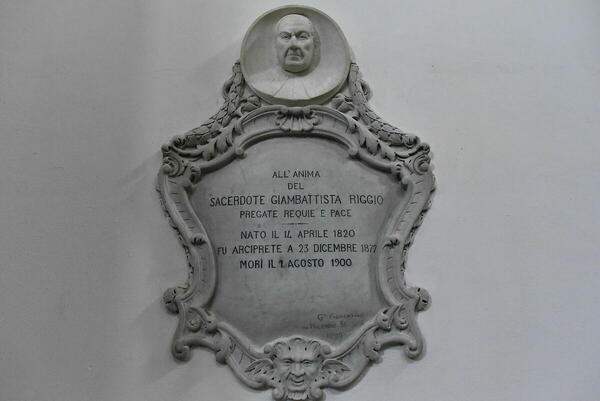 ALL'ANIMA
DEL
SACERDOTE GIAMBATTISTA RIGGIO
PREGATE REQUIE E PACE
NATO IL 14 APRILE 1820
FU ARCIPRETE A 23 DICEMBRE 1877
MORÌ IL 1 AGOSTO 1900